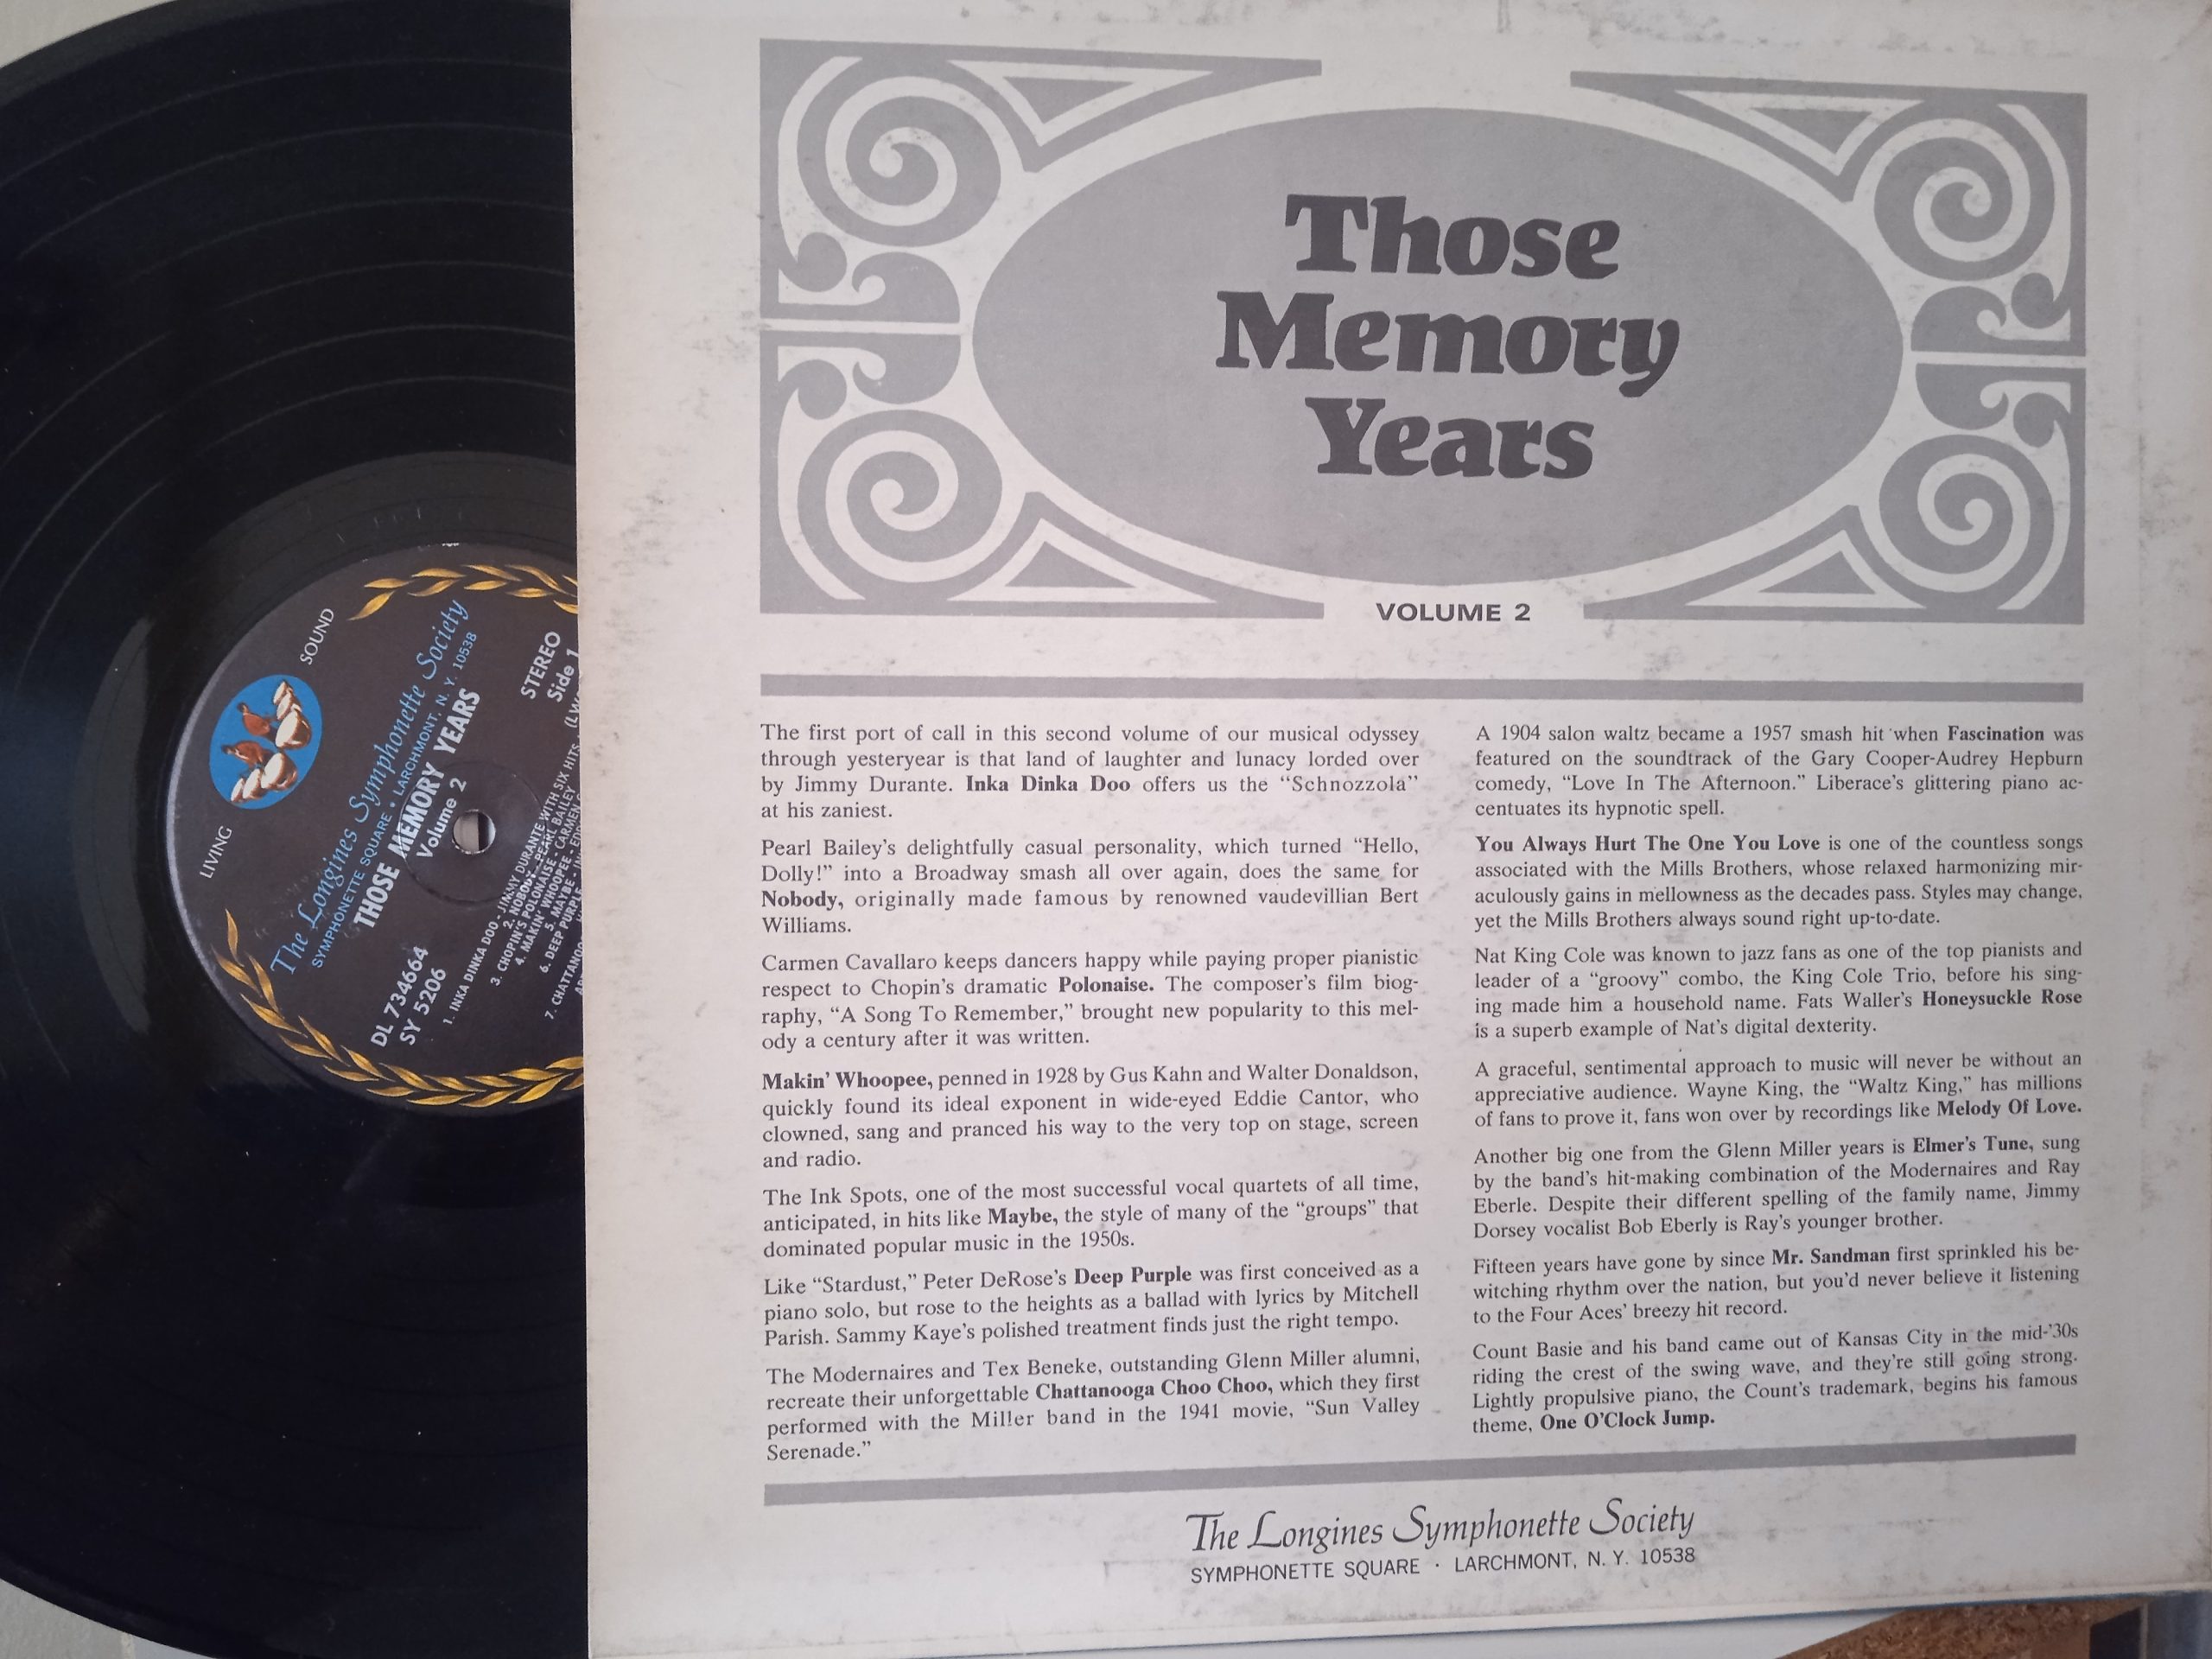 Those
Memory
Years
VOLUME 2
The first port of call in this second volume of our musical odyssey
through yesteryear is that land of laughter and lunacy lorded over
by Jimmy Durante. Inka Dinka Doo offers us the “Schnozzola”
at his zaniest.
Pearl Bailey’s delightfully casual personality, which turned “Hello,
Dolly!” into a Broadway smash all over again, does the same for
Nobody, originally made famous by renowned vaudevillian Bert
Williams.
Carmen Cavallaro keeps dancers happy while paying proper pianistic
respect to Chopin’s dramatic Polonaise. The composer’s film biog-
raphy, “A Song To Remember,” brought new popularity to this mel-
ody a century after it was written.
Makin’ Whoopee, penned in 1928 by Gus Kahn and Walter Donaldson,
quickly found its ideal exponent in wide-eyed Eddie Cantor, who
clowned, sang and pranced his way to the very top on stage, screen
and radio.
The Ink Spots, one of the most successful vocal quartets of all time,
anticipated, in hits like Maybe, the style of many of the “groups” that
dominated popular music in the 1950s.
Like “Stardust,” Peter DeRose’s Deep Purple was first conceived as a
piano solo, but rose to the heights as a ballad with lyrics by Mitchell
Parish. Sammy Kaye’s polished treatment finds just the right tempo.
The Modernaires and Tex Beneke, outstanding Glenn Miller alumni,
recreate their unforgettable Chattanooga Choo Choo, which they first
performed with the Miller band in the 1941 movie, “Sun Valley
Serenade.”
A 1904 salon waltz became a 1957 smash hit when Fascination was
featured on the soundtrack of the Gary Cooper-Audrey Hepburn
comedy, “Love In The Afternoon.” Liberace’s glittering piano ac-
centuates its hypnotic spell.
You Always Hurt The One You Love is one of the countless songs
associated with the Mills Brothers, whose relaxed harmonizing mir-
aculously gains in mellowness as the decades pass. Styles may change,
yet the Mills Brothers always sound right up-to-date.
Nat King Cole was known to jazz fans as one of the top pianists and
leader of a “groovy” combo, the King Cole Trio, before his sing-
ing made him a household name. Fats Waller’s Honeysuckle Rose
is a superb example of Nat’s digital dexterity.
A graceful, sentimental approach to music will never be without an
appreciative audience. Wayne King, the “Waltz King,” has millions
of fans to prove it, fans won over by recordings like Melody Of Love.
Another big one from the Glenn Miller years is Elmer’s Tune, sung
by the band’s hit-making combination of the Modernaires and Ray
Eberle. Despite their different spelling of the family name, Jimmy
Dorsey vocalist Bob Eberly is Ray’s younger brother.
Fifteen years have gone by since Mr. Sandman first sprinkled his be-
witching rhythm over the nation, but you’d never believe it listening
to the Four Aces’ breezy hit record.
Count Basie and his band came out of Kansas City in the mid-’30s
riding the crest of the swing wave, and they’re still going strong.
Lightly propulsive piano, the Count’s trademark, begins his famous
theme, One O’Clock Jump.
The Longines Symphonette Society
SYMPHONETTE SQUARE · LARCHMONT, N. Y. 10538
LIVING SOUND
The Longines Symphonette Society
SYMPHONETTE SQUARE • LARCHMONT, N. Y. 10538
THOSE MEMORY YEARS
Volume 2
STEREO
Side 1
DL 734664
SY 5206
1. INKA DINKA DOO - JIMMY DURANTE WITH SIX HITS
2. NOBODY - PEARL BAILEY
3. CHOPIN'S POLONAISE - CARMEN
4. MAKIN' WHOOPEE
5. MAYBE
6. DEEP PURPLE
7. CHATTANOO